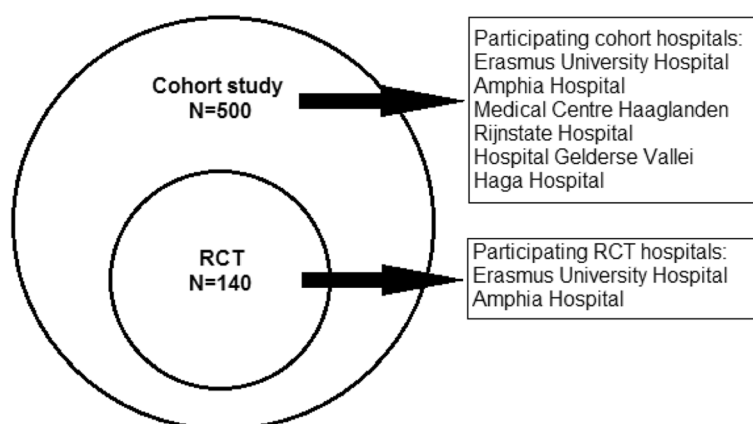 Cohort study
N=500
Participating cohort hospitals:
Erasmus University Hospital
Amphia Hospital
Medical Centre Haaglanden
Rijnstate Hospital
Hospital Gelderse Vallei
Haga Hospital
RCT
N=140
Participating RCT hospitals:
Erasmus University Hospital
Amphia Hospital